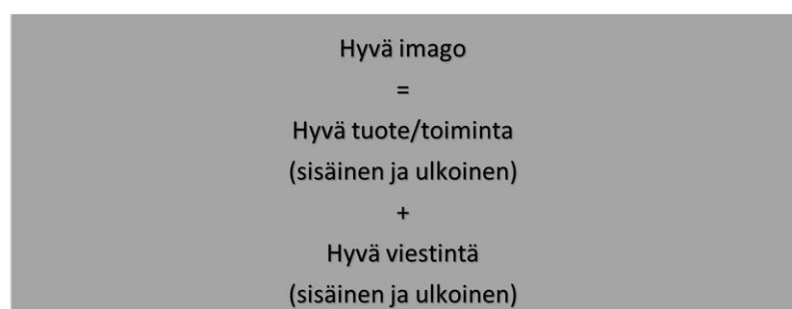 Hyvä imago
=
Hyvä tuote/toiminta
(sisäinen ja ulkoinen)
+
Hyvä viestintä
(sisäinen ja ulkoinen)